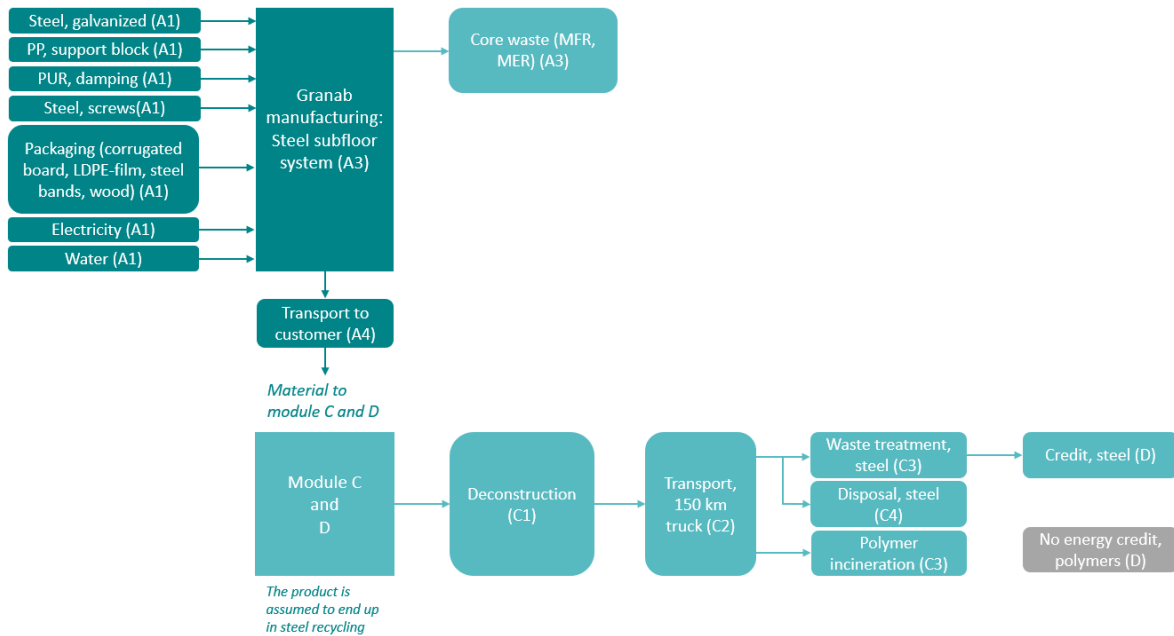 Steel, galvanized (A1)
PP, support block (A1)
PUR, damping (A1)
Steel, screws(A1)
Packaging (corrugated
board, LDPE-film, steel
bands, wood) (A1)
Electricity (A1)
Water (A1)
Granab
manufacturing:
Steel subfloor
system (A3)
Core waste (MFR,
MER) (A3)
Transport to
customer (A4)
Material to
module C and D
Module C
and
D
The product is
assumed to end up
in steel recycling
Deconstruction
(C1)
Transport,
150 km
truck (C2)
Waste treatment,
steel (C3)
Disposal, steel
(C4)
Polymer
incineration (C3)
Credit, steel (D)
No energy credit,
polymers (D)